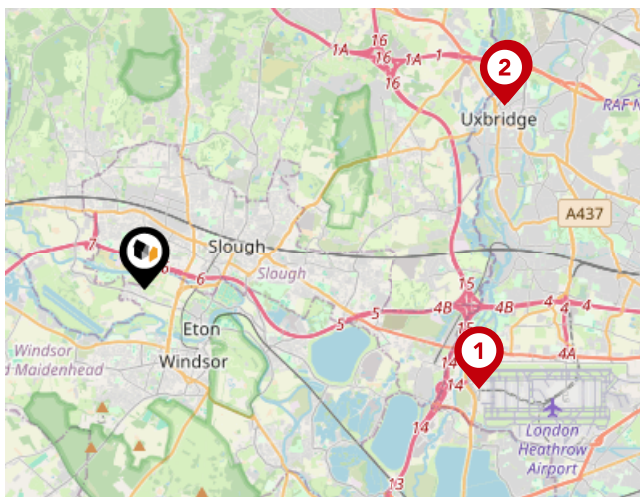 16
1A
16
16
1A
1
2
RAF N
Uxbridge
A437
7
Slough
6
Slough
15
4B
4B
4
4
4
5
5
Eton
15
4A
Windsor
Windsor
d Maidenhead
14
1
14
14
13
London
Heathrow
Airport